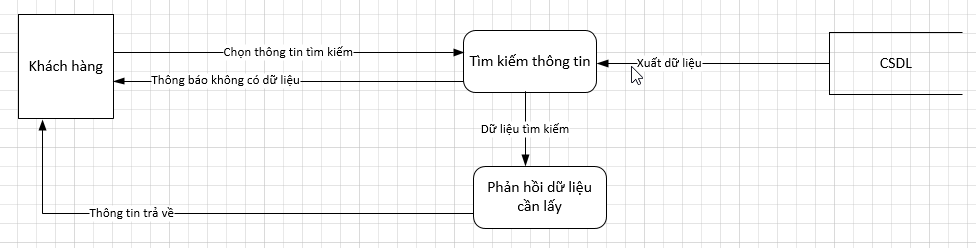 Khách hàng
Chọn thông tin tìm kiếm
Thông báo không có dữ liệu
Tìm kiếm thông tin
Xuất dữ liệu
CSDL
Dữ liệu tìm kiếm
Phản hồi dữ liệu
cần lấy
Thông tin trả về